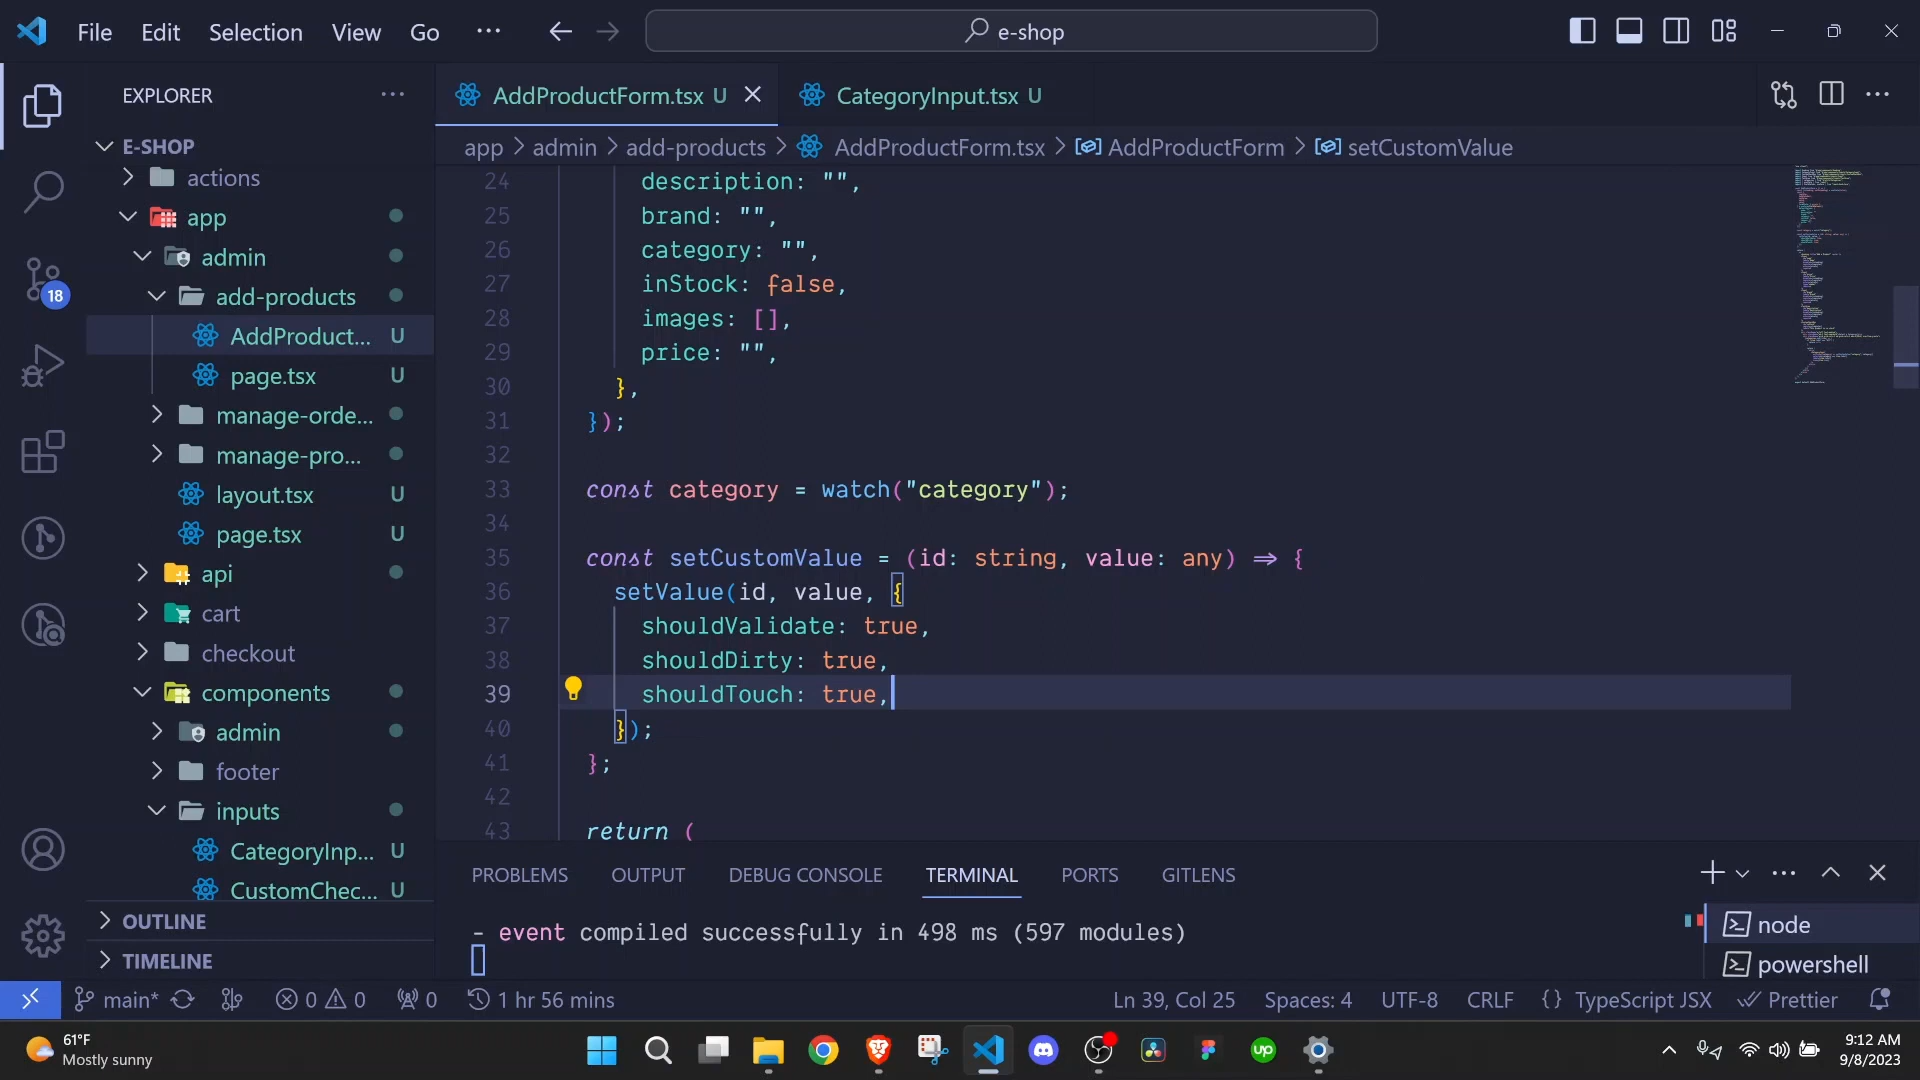 File Edit Selection View Go ··· e-shop
EXPLORER ···
AddProductForm.tsx U
CategoryInput.tsx U
app > admin > add-products > AddProductForm.tsx > AddProductForm > setCustomValue
E-SHOP
actions
app
admin
add-products
AddProduct... U
page.tsx U
manage-orde...
manage-pro...
layout.tsx U
page.tsx U
api
cart
checkout
components
admin
footer
inputs
CategoryInp... U
CustomChec... U
OUTLINE
TIMELINE
18
24 description: "",
25 brand: "",
26 category: "",
27 inStock: false,
28 images: [],
29 price: "",
30 },
31 });
32
33 const category = watch("category");
34
35 const setCustomValue = (id: string, value: any) => {
36 setValue(id, value, {
37 shouldValidate: true,
38 shouldDirty: true,
39 shouldTouch: true,
40 });
41 };
42
43 return (
PROBLEMS OUTPUT DEBUG CONSOLE TERMINAL PORTS GITLENS
- event compiled successfully in 498 ms (597 modules)
node
powershell
main* 0 0 0 1 hr 56 mins Ln 39, Col 25 Spaces: 4 UTF-8 CRLF {} TypeScript JSX Prettier
61°F
Mostly sunny
up
9:12 AM
9/8/2023